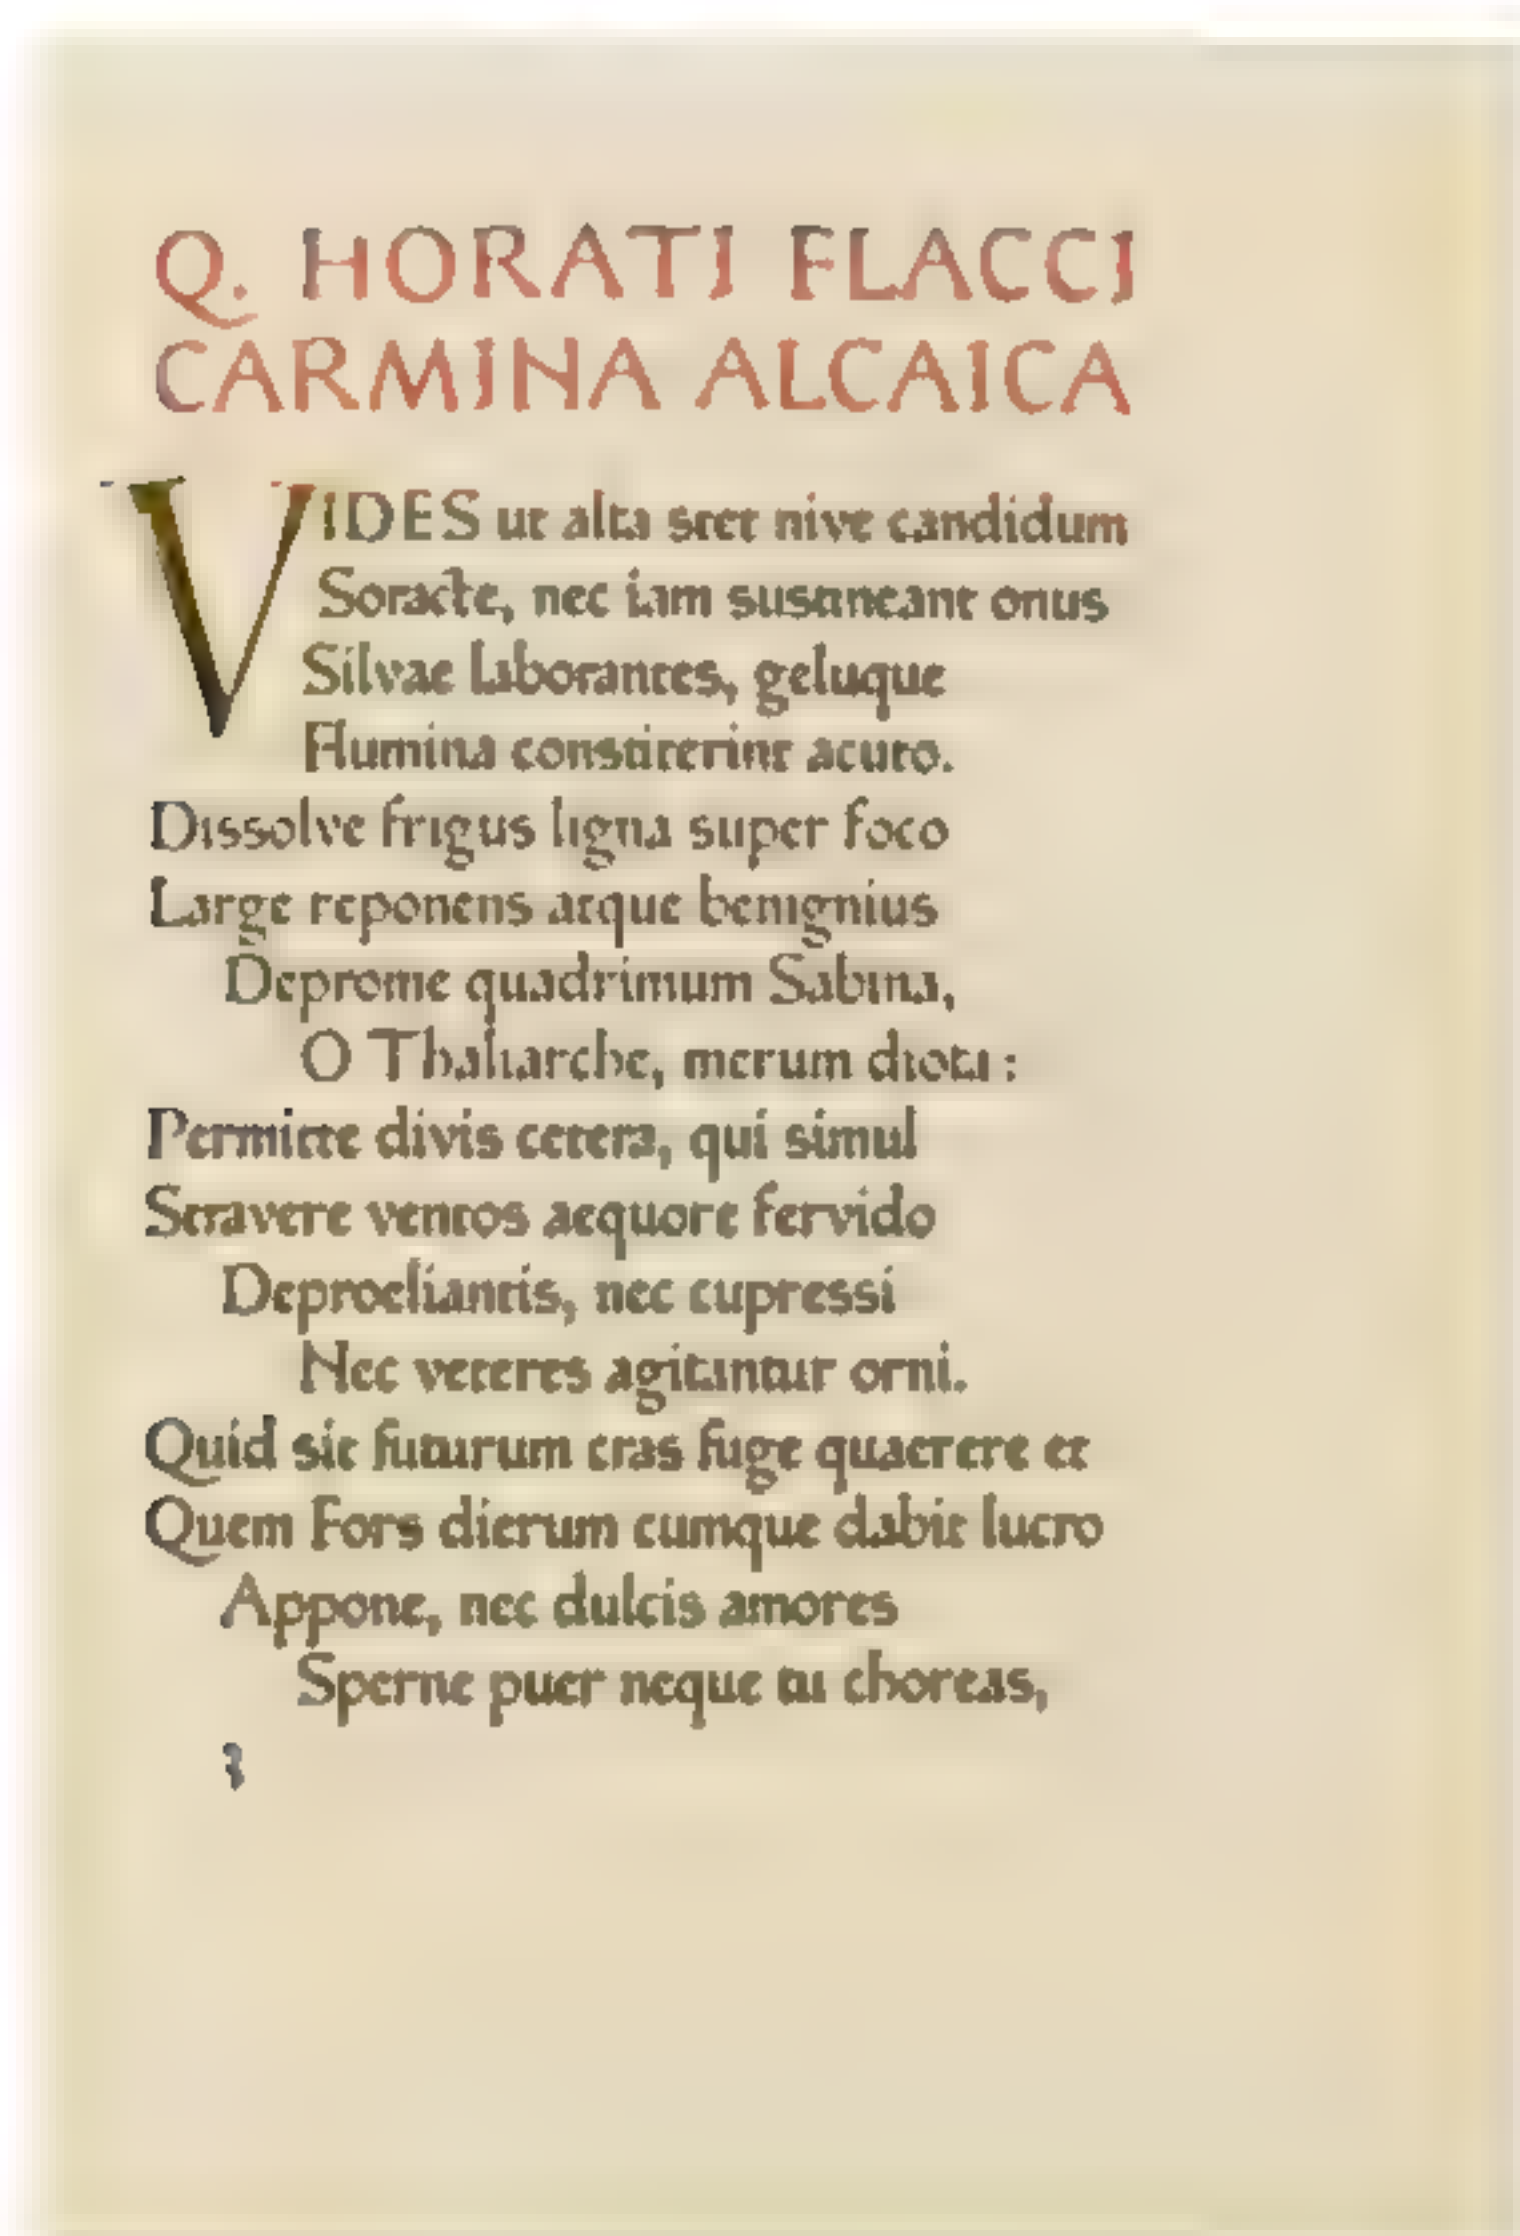 Q. HORATI FLACCI
CARMINA ALCAICA
VIDES ut alta stet nive candidum
Soracte, nec iam sustineant onus
Silvae laborantes, geluque
Flumina constiterint acuto.
Dissolve frigus ligna super foco
Large reponens atque benignius
Deprome quadrimum Sabina,
O Thaliarche, merum diota :
Permitte divis cetera, qui simul
Stravere ventos aequore fervido
Deproeliantis, nec cupressi
Nec veteres agitantur orni.
Quid sit futurum cras fuge quaerere et
Quem Fors dierum cumque dabit lucro
Appone, nec dulcis amores
Sperne puer neque tu choreas,